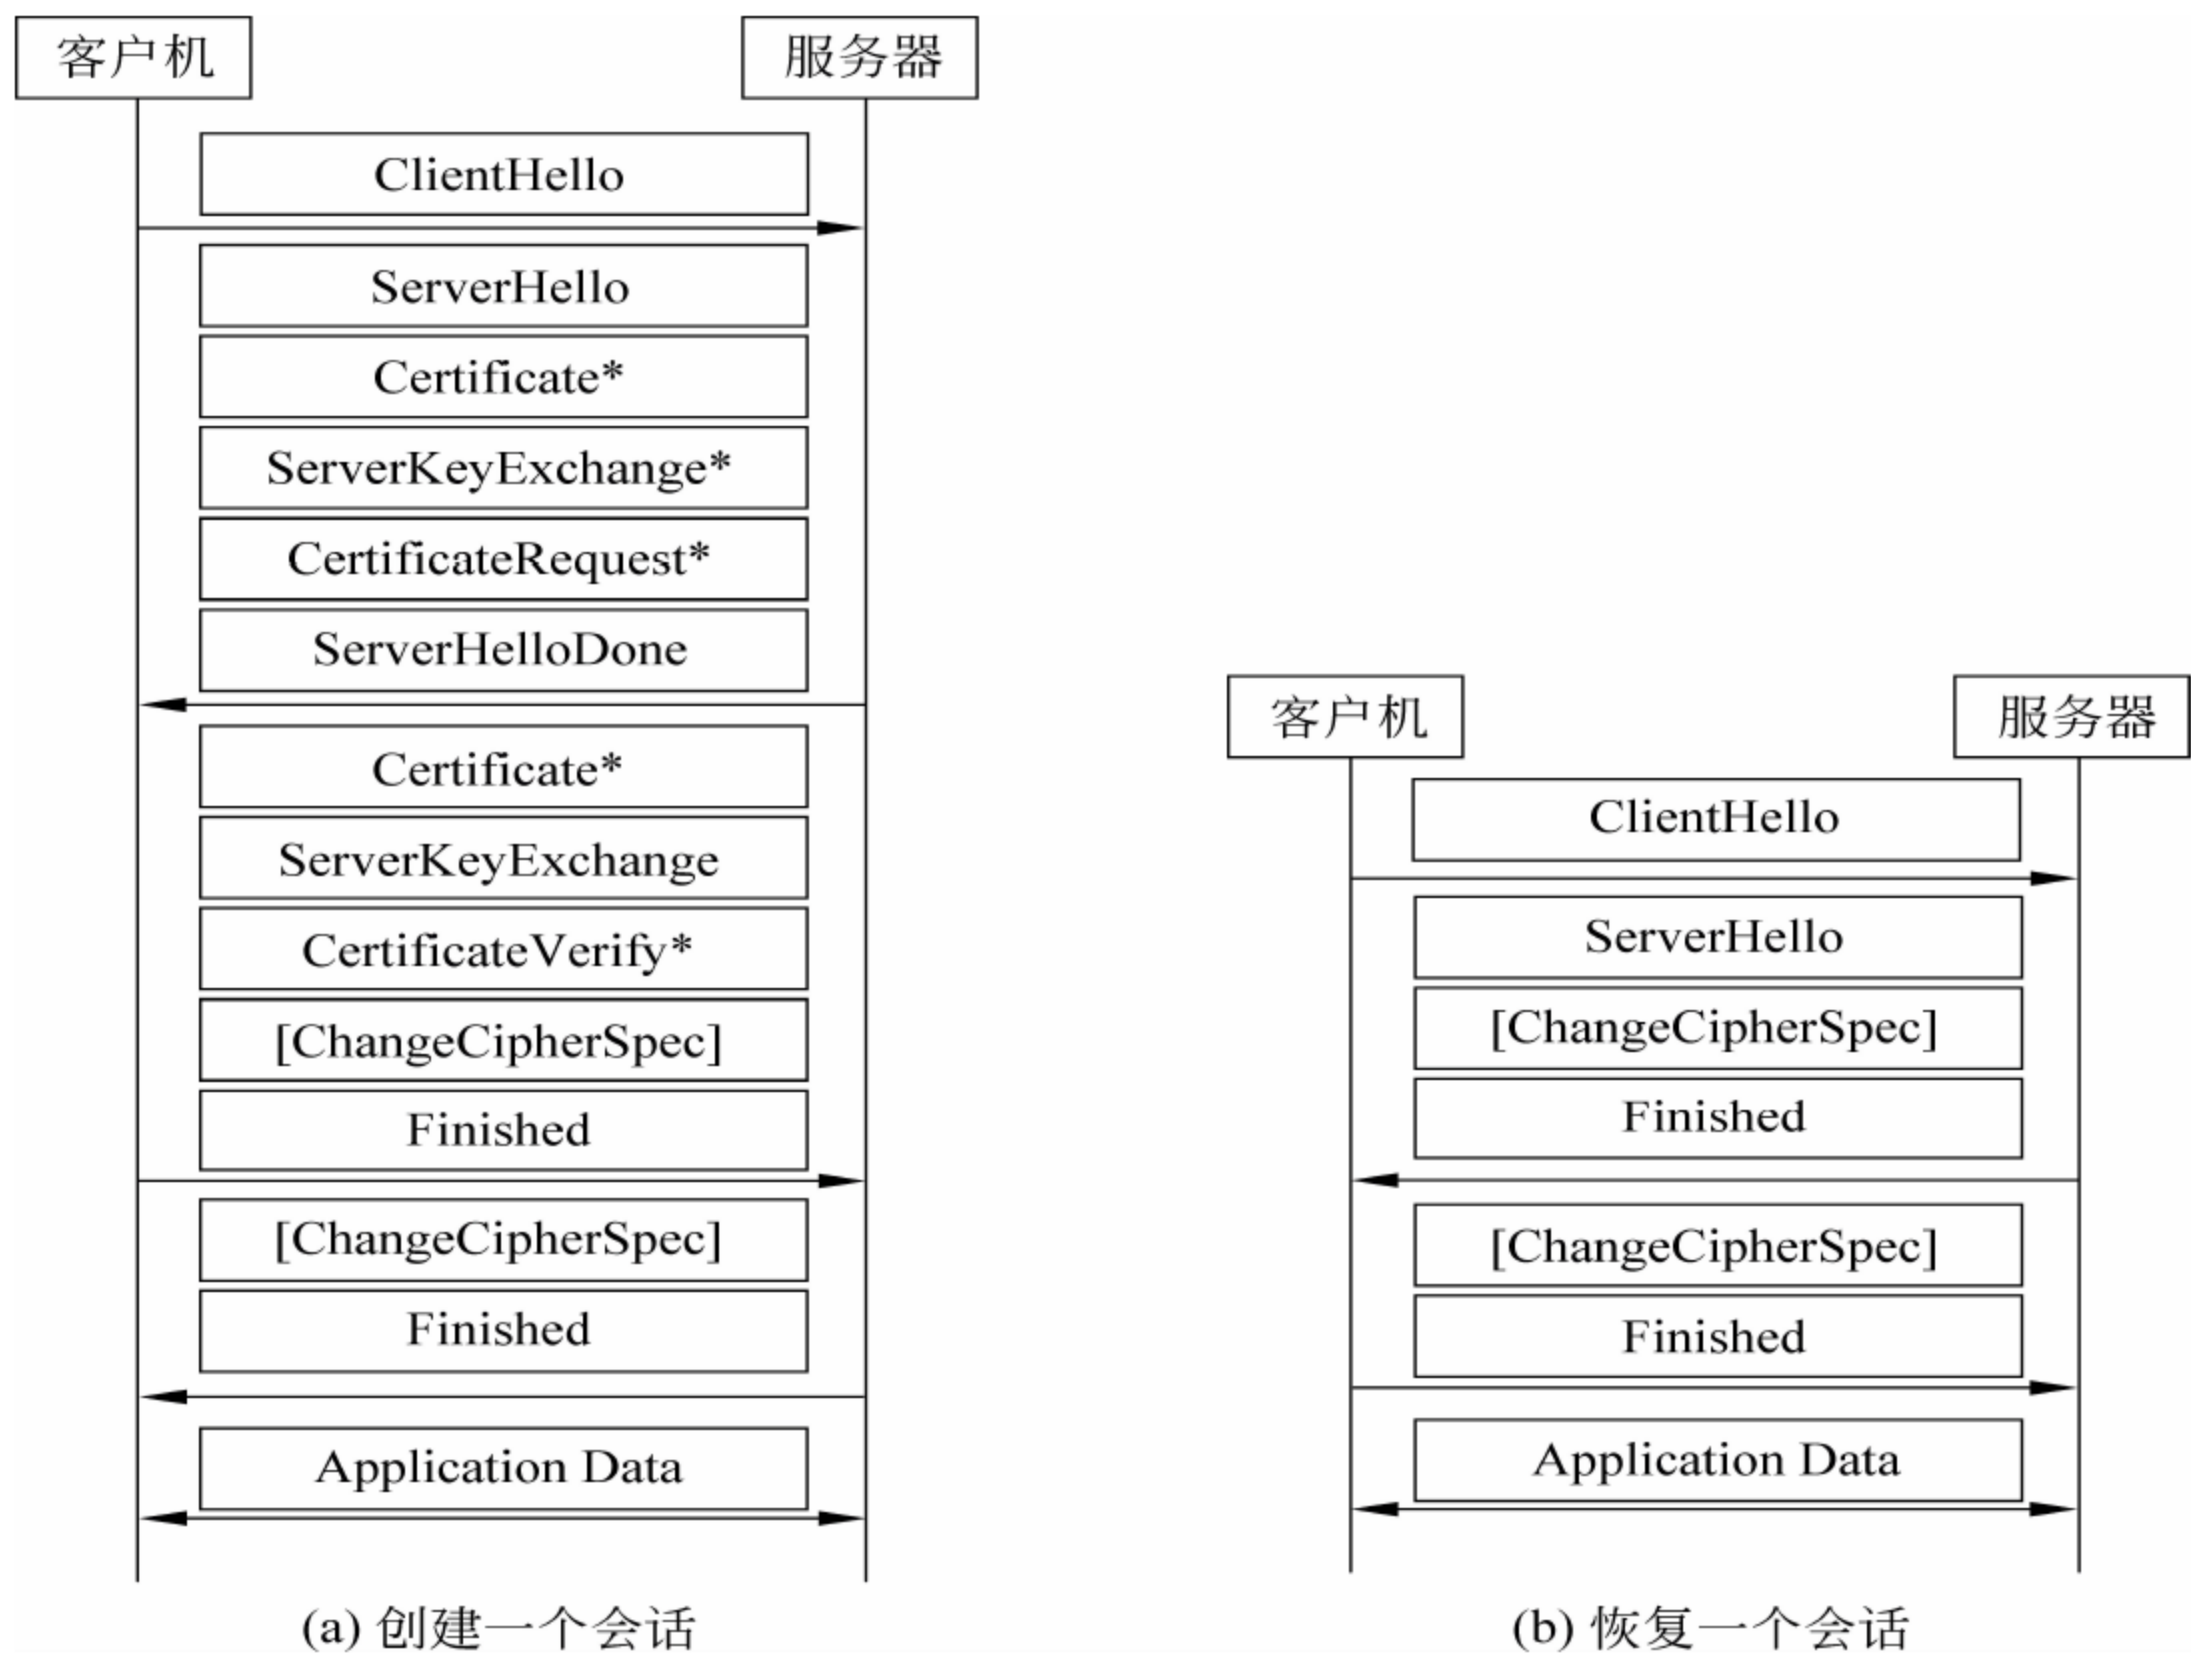 客户机
服务器
ClientHello
ServerHello
Certificate*
ServerKeyExchange*
CertificateRequest*
ServerHelloDone
Certificate*
ServerKeyExchange
CertificateVerify*
[ChangeCipherSpec]
Finished
[ChangeCipherSpec]
Finished
Application Data
(a) 创建一个会话
客户机
服务器
ClientHello
ServerHello
[ChangeCipherSpec]
Finished
[ChangeCipherSpec]
Finished
Application Data
(b) 恢复一个会话